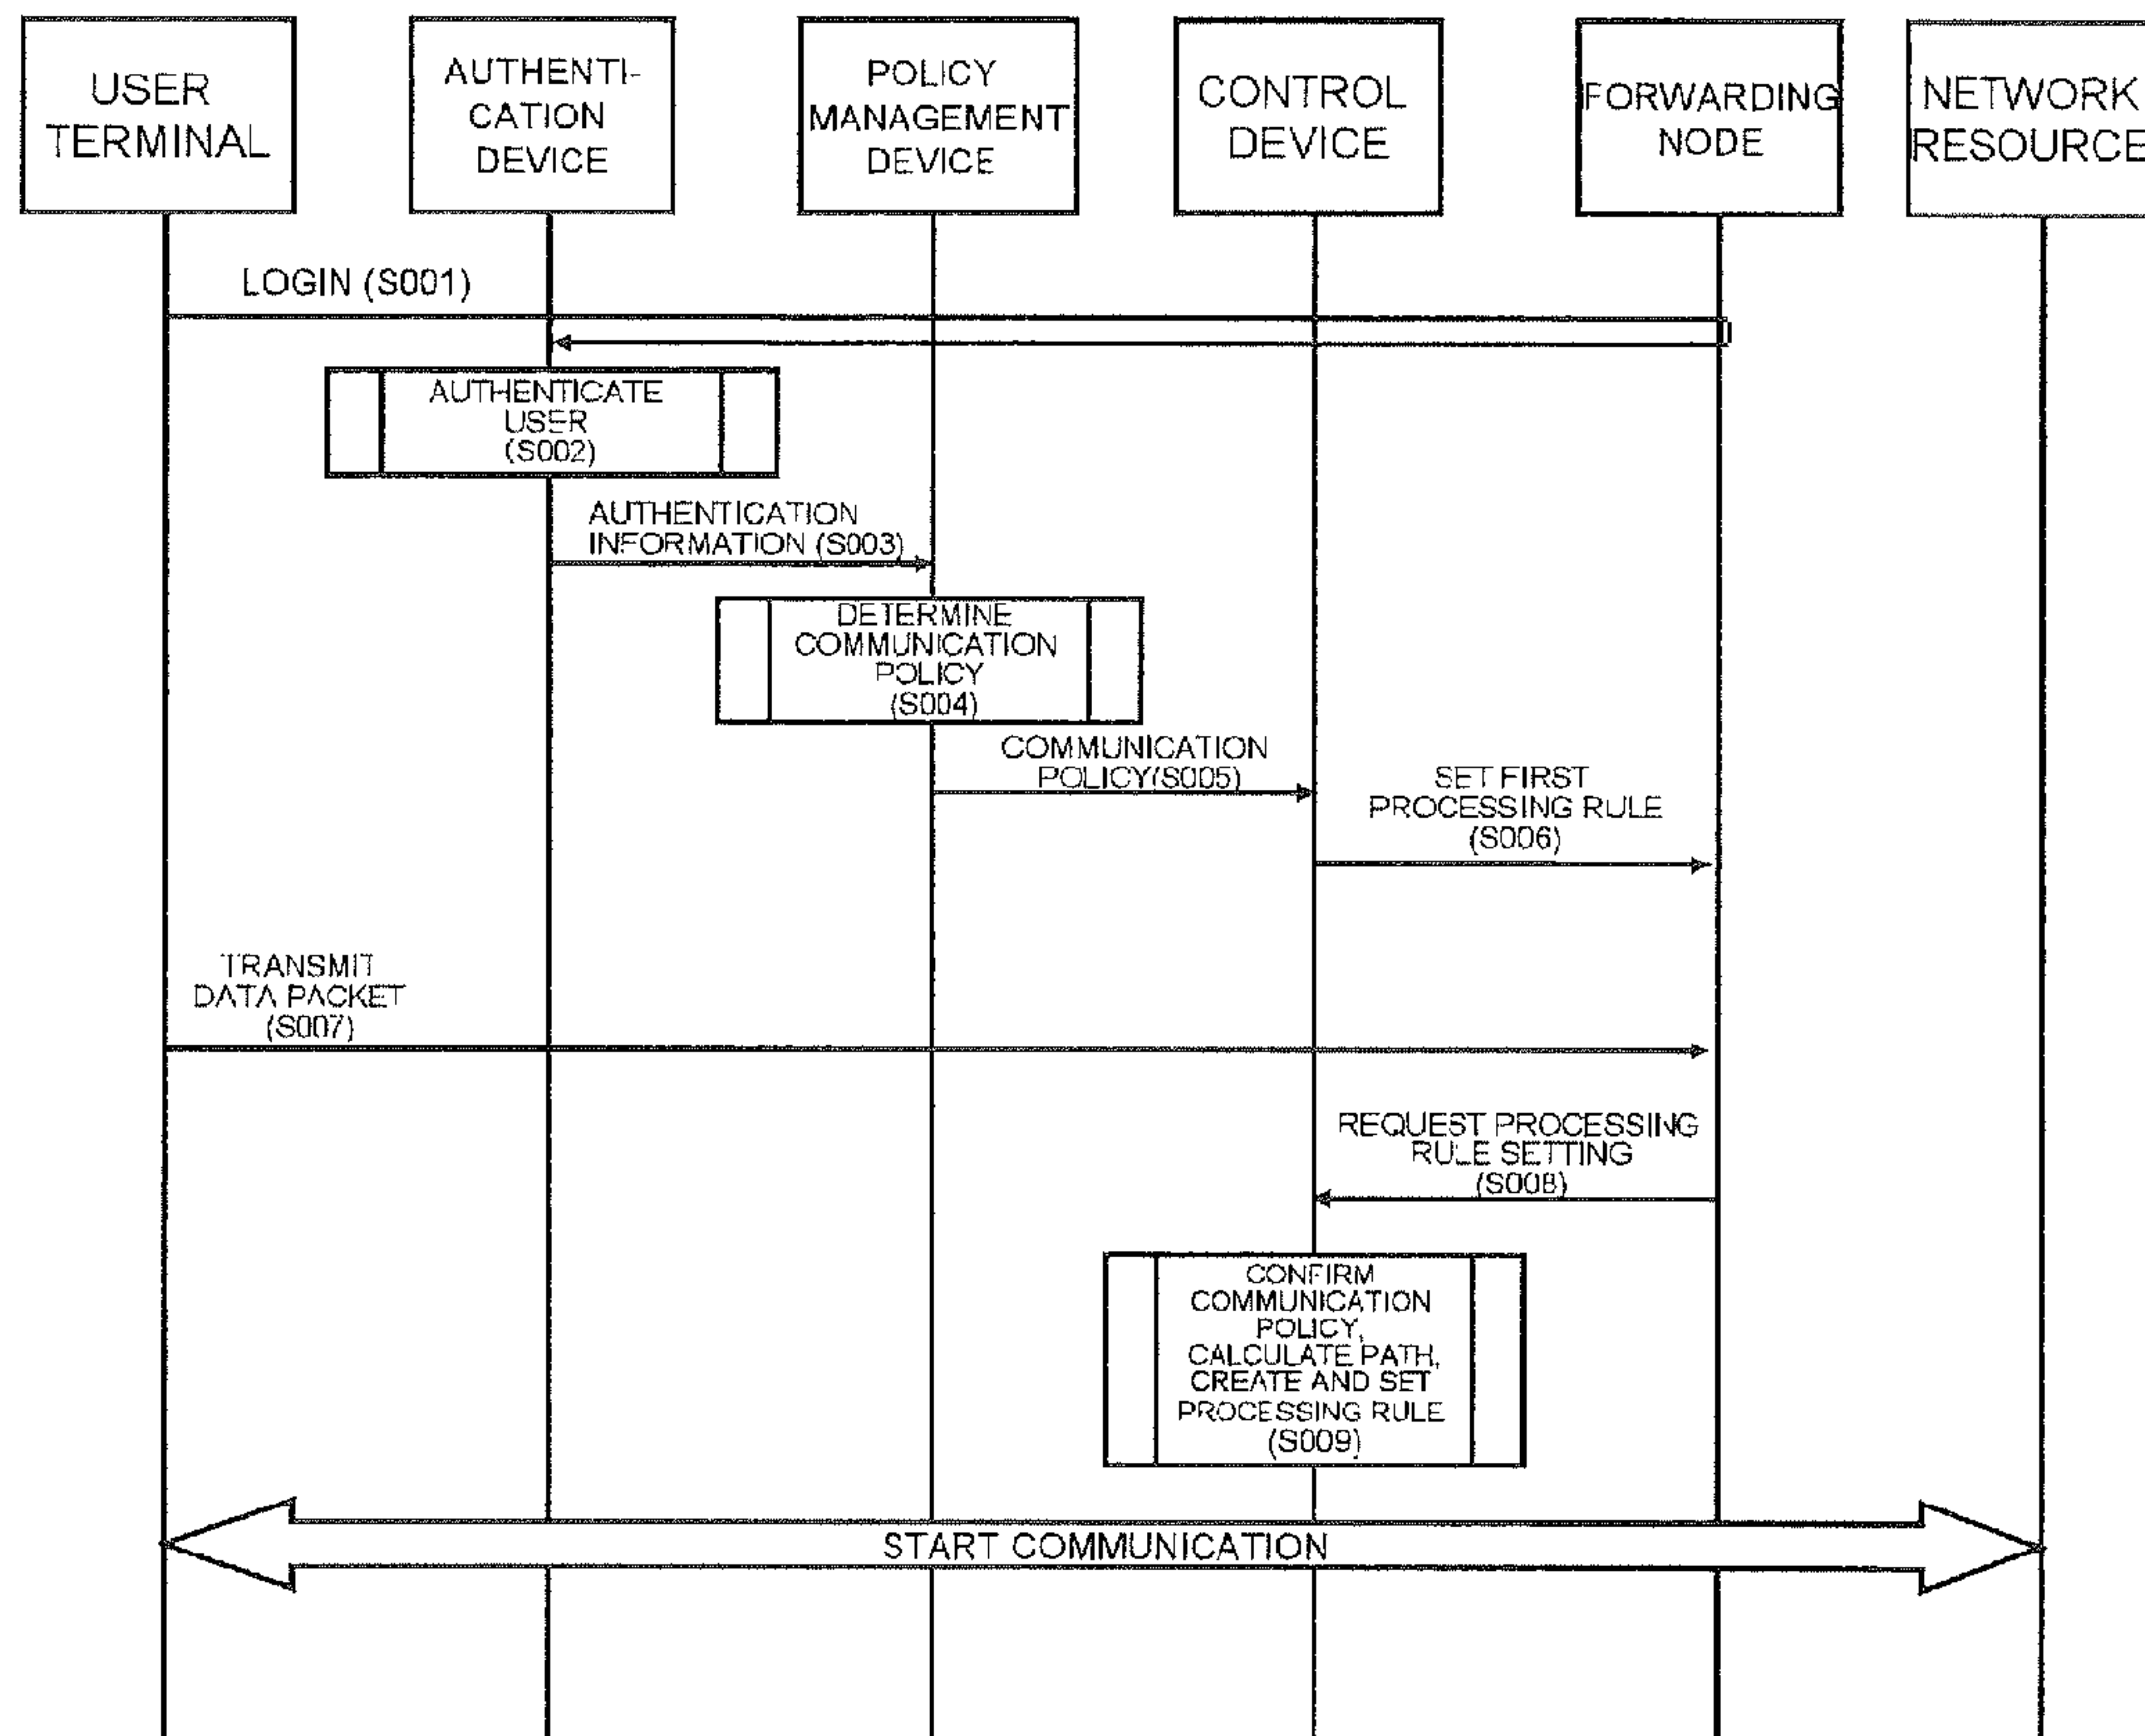 USER
TERMINAL
AUTHENTI-
CATION
DEVICE
POLICY
MANAGEMENT
DEVICE
CONTROL
DEVICE
FORWARDING
NODE
NETWORK
RESOURCE
LOGIN (S001)
AUTHENTICATE
USER
(S002)
AUTHENTICATION
INFORMATION (S003)
DETERMINE
COMMUNICATION
POLICY
(S004)
COMMUNICATION
POLICY(S005)
SET FIRST
PROCESSING RULE
(S006)
TRANSMIT
DATA PACKET
(S007)
REQUEST PROCESSING
RULE SETTING
(S008)
CONFIRM
COMMUNICATION
POLICY,
CALCULATE PATH,
CREATE AND SET
PROCESSING RULE
(S009)
START COMMUNICATION